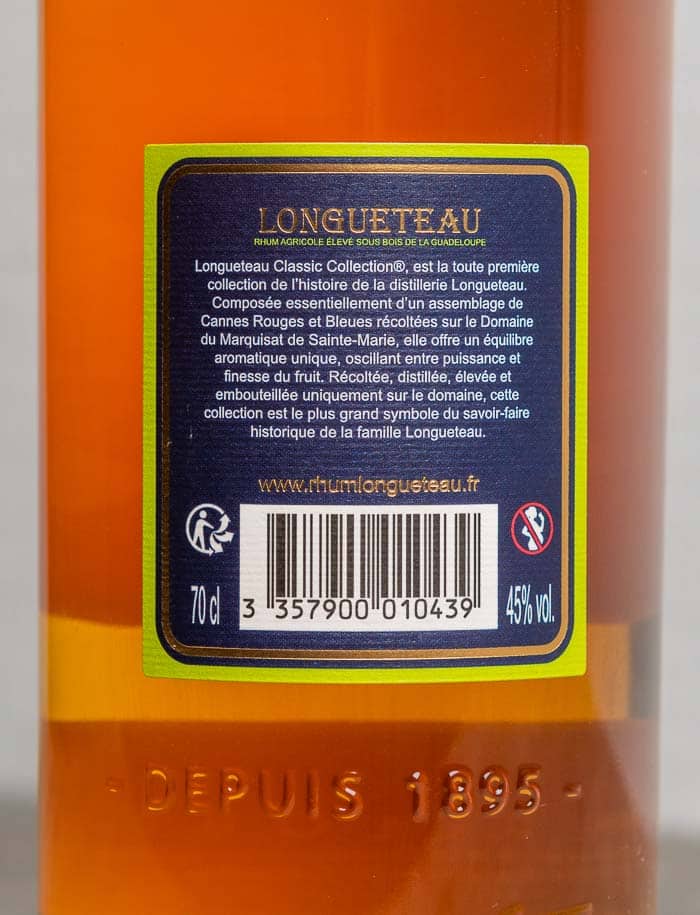 LONGUETEAU
RHUM AGRICOLE ÉLEVÉ SOUS BOIS DE LA GUADELOUPE
Longueteau Classic Collection®, est la toute première
collection de l'histoire de la distillerie Longueteau.
Composée essentiellement d'un assemblage de
Cannes Rouges et Bleues récoltées sur le Domaine
du Marquisat de Sainte-Marie, elle offre un équilibre
aromatique unique, oscillant entre puissance et
finesse du fruit. Récoltée, distillée, élevée et
embouteillée uniquement sur le domaine, cette
collection est le plus grand symbole du savoir-faire
historique de la famille Longueteau.
www.rhumlongueteau.fr
70 cl
3 357900 010439
45% vol.
- DEPUIS 1895 -